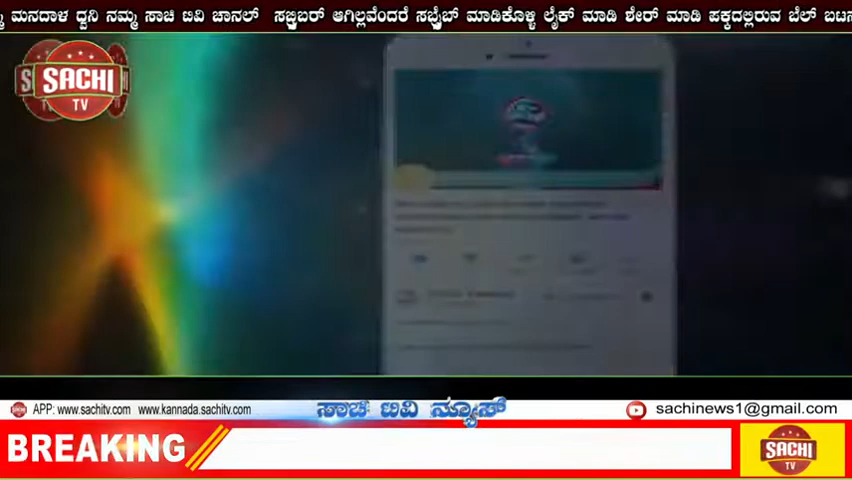 ಮನದಾಳ ಧ್ವನಿ ನಮ್ಮ ಸಾಚಿ ಟಿವಿ ಚಾನಲ್ ಸಬ್ಸ್ಕ್ರಿಬರ್ ಆಗಿಲ್ಲವೆಂದರೆ ಸಬ್ಸ್ಕ್ರೈಬ್ ಮಾಡಿಕೊಳ್ಳಿ ಲೈಕ್ ಮಾಡಿ ಶೇರ್ ಮಾಡಿ ಪಕ್ಕದಲ್ಲಿರುವ ಬೆಲ್ ಬಟನ
SACHI
TV
APP: www.sachitv.com www.kannada.sachitv.com
ಸಾಚಿ ಟಿವಿ ನ್ಯೂಸ್
sachinews1@gmail.com
BREAKING
SACHI
TV